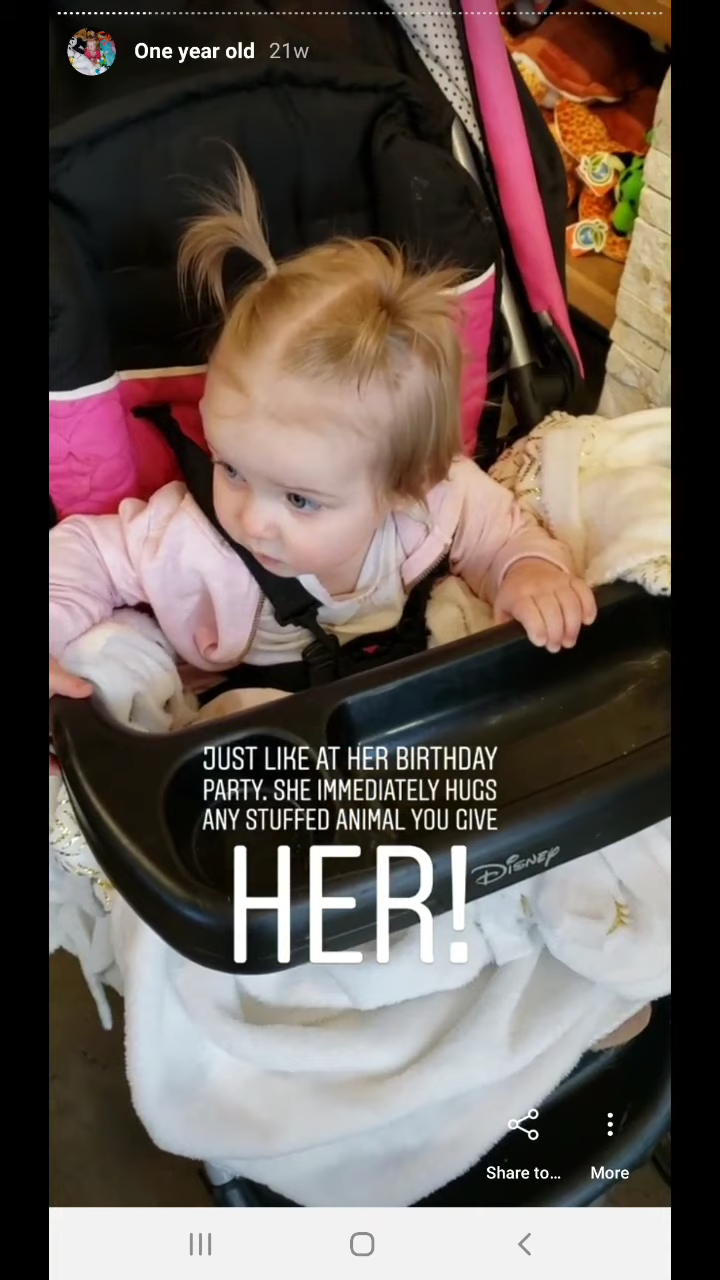 One year old 21w
JUST LIKE AT HER BIRTHDAY
PARTY. SHE IMMEDIATELY HUGS
ANY STUFFED ANIMAL YOU GIVE
HER!
DISNEY
Share to... More